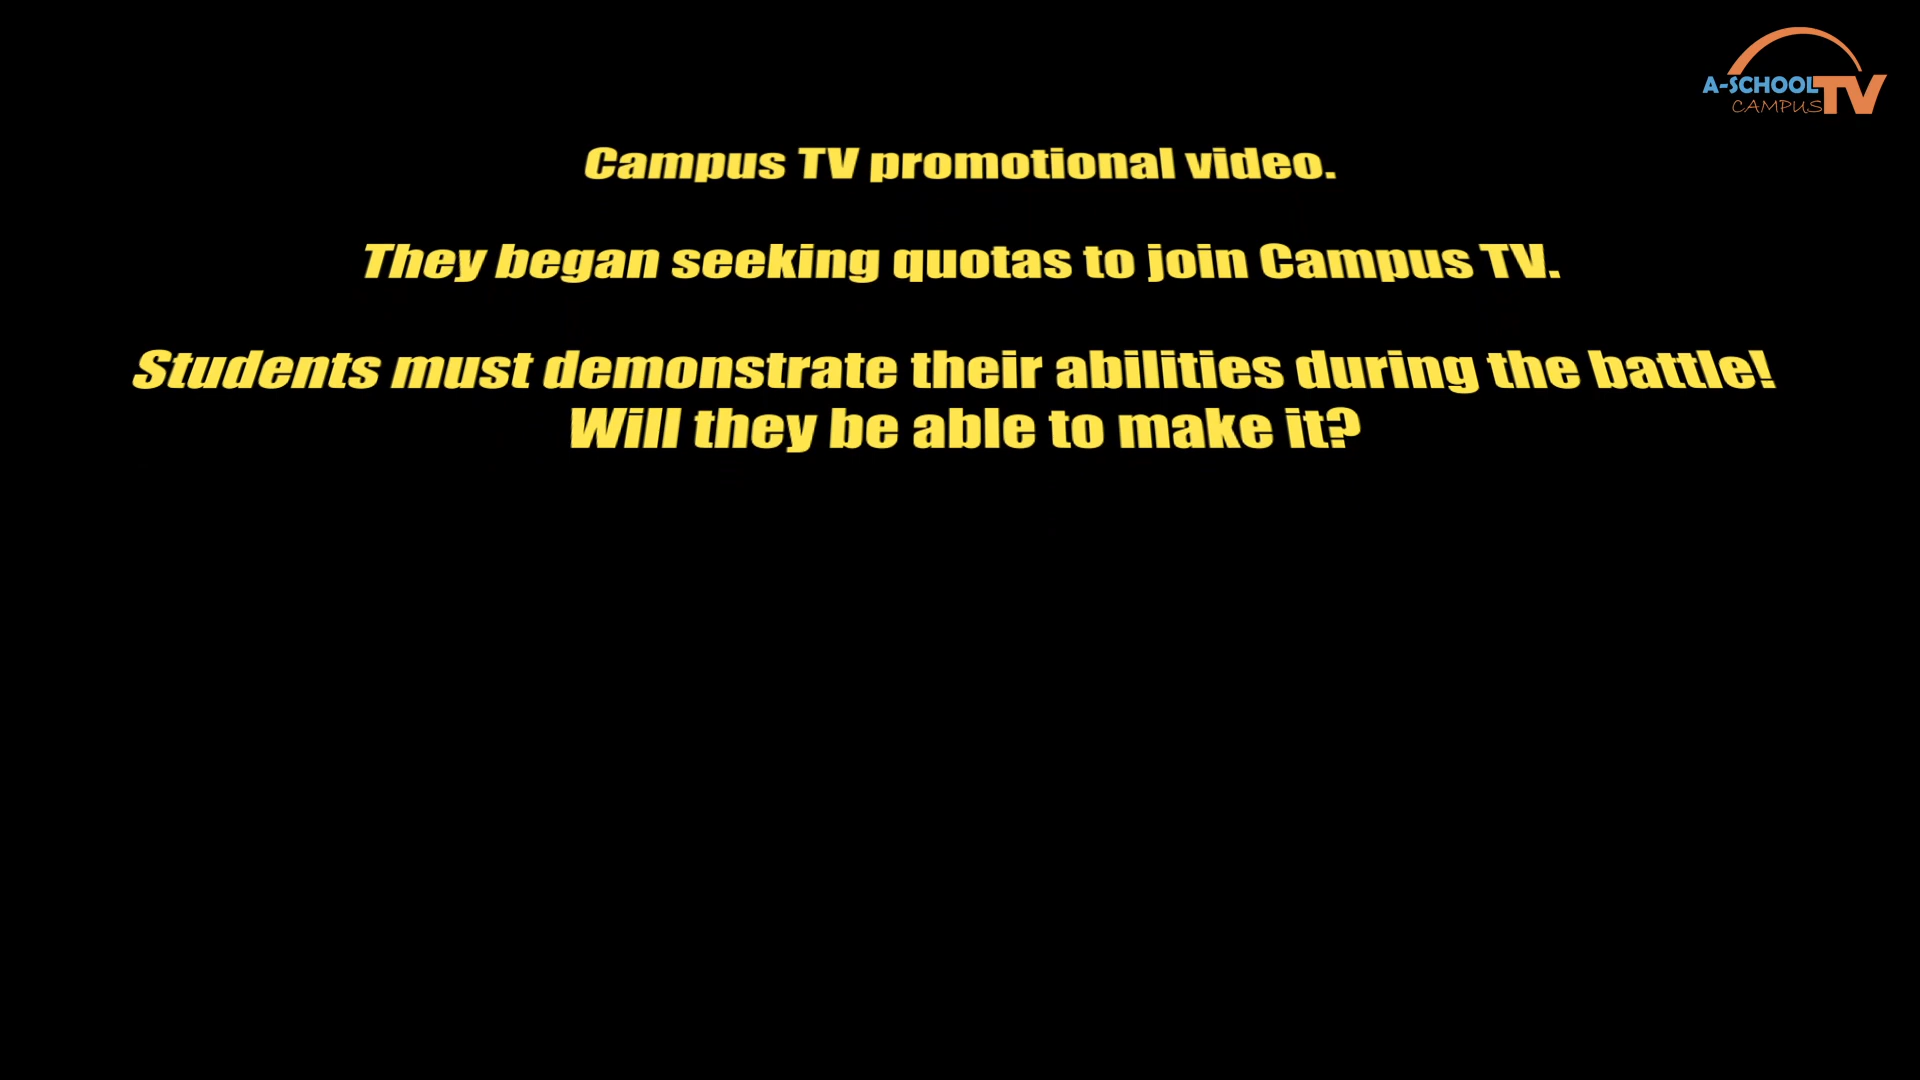 A-SCHOOL TV
CAMPUS
Campus TV promotional video.
They began seeking quotas to join Campus TV.
Students must demonstrate their abilities during the battle!
Will they be able to make it?